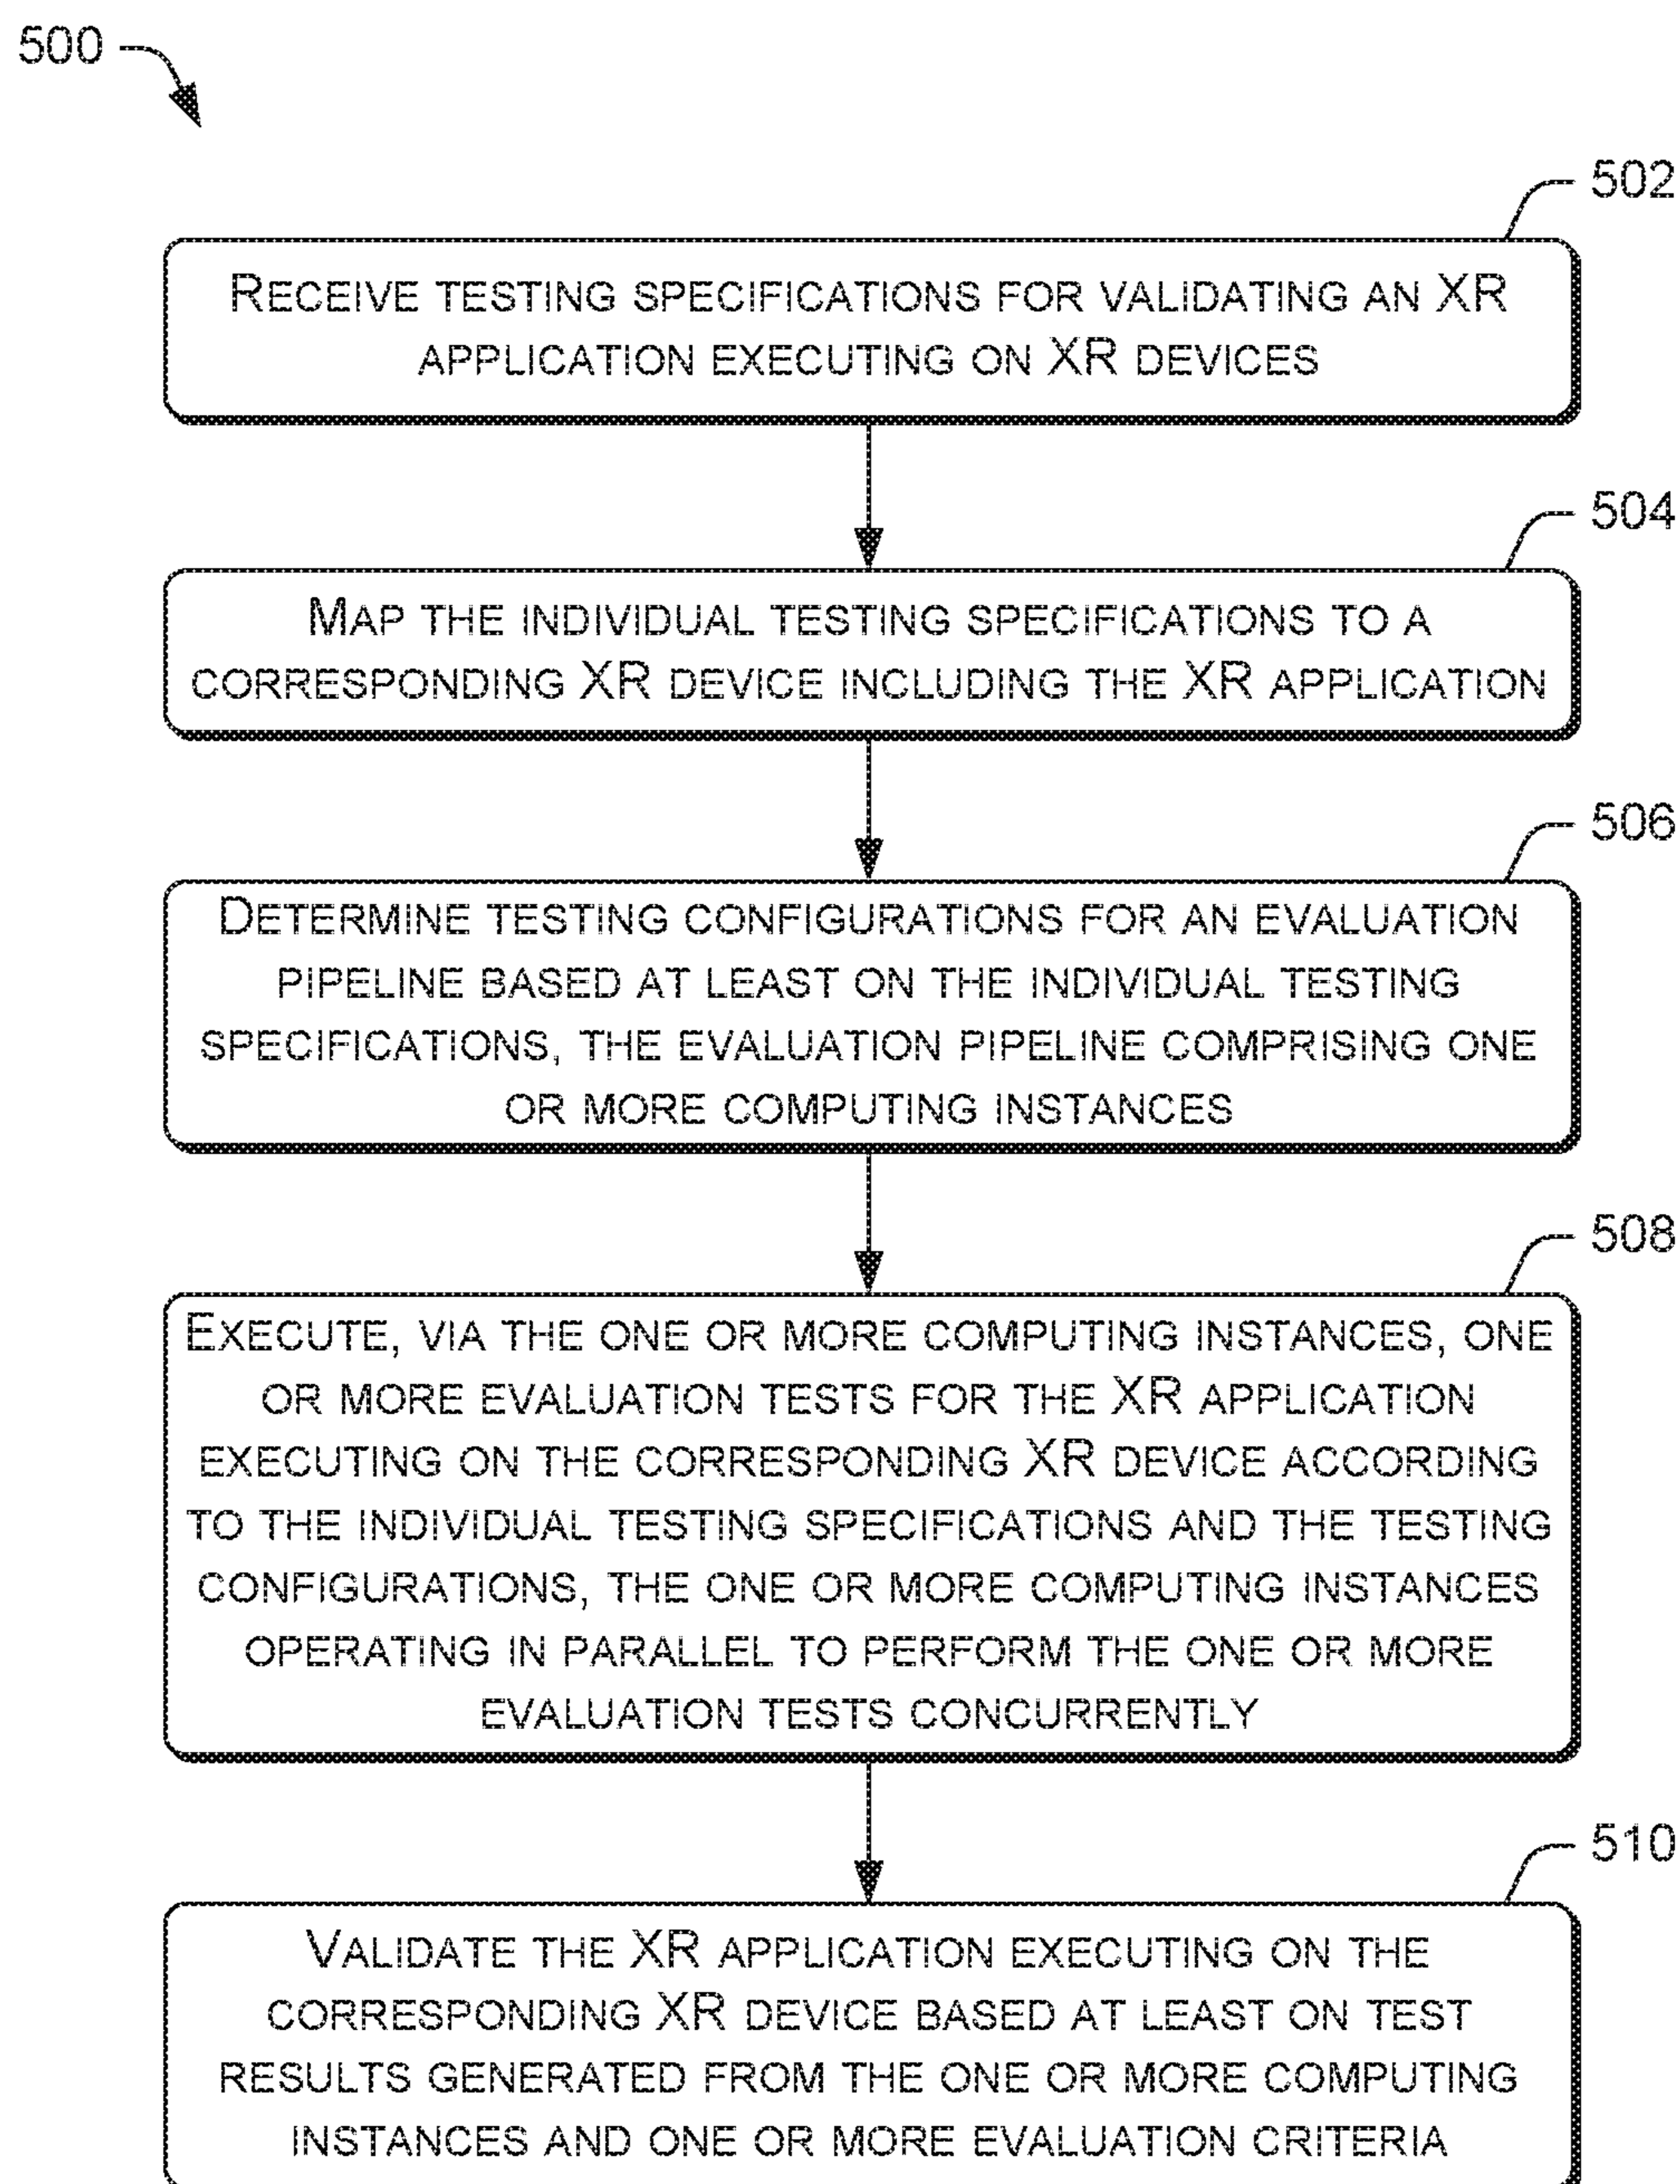 500
502
RECEIVE TESTING SPECIFICATIONS FOR VALIDATING AN XR
APPLICATION EXECUTING ON XR DEVICES
504
MAP THE INDIVIDUAL TESTING SPECIFICATIONS TO A
CORRESPONDING XR DEVICE INCLUDING THE XR APPLICATION
506
DETERMINE TESTING CONFIGURATIONS FOR AN EVALUATION
PIPELINE BASED AT LEAST ON THE INDIVIDUAL TESTING
SPECIFICATIONS, THE EVALUATION PIPELINE COMPRISING ONE
OR MORE COMPUTING INSTANCES
508
EXECUTE, VIA THE ONE OR MORE COMPUTING INSTANCES, ONE
OR MORE EVALUATION TESTS FOR THE XR APPLICATION
EXECUTING ON THE CORRESPONDING XR DEVICE ACCORDING
TO THE INDIVIDUAL TESTING SPECIFICATIONS AND THE TESTING
CONFIGURATIONS, THE ONE OR MORE COMPUTING INSTANCES
OPERATING IN PARALLEL TO PERFORM THE ONE OR MORE
EVALUATION TESTS CONCURRENTLY
510
VALIDATE THE XR APPLICATION EXECUTING ON THE
CORRESPONDING XR DEVICE BASED AT LEAST ON TEST
RESULTS GENERATED FROM THE ONE OR MORE COMPUTING
INSTANCES AND ONE OR MORE EVALUATION CRITERIA